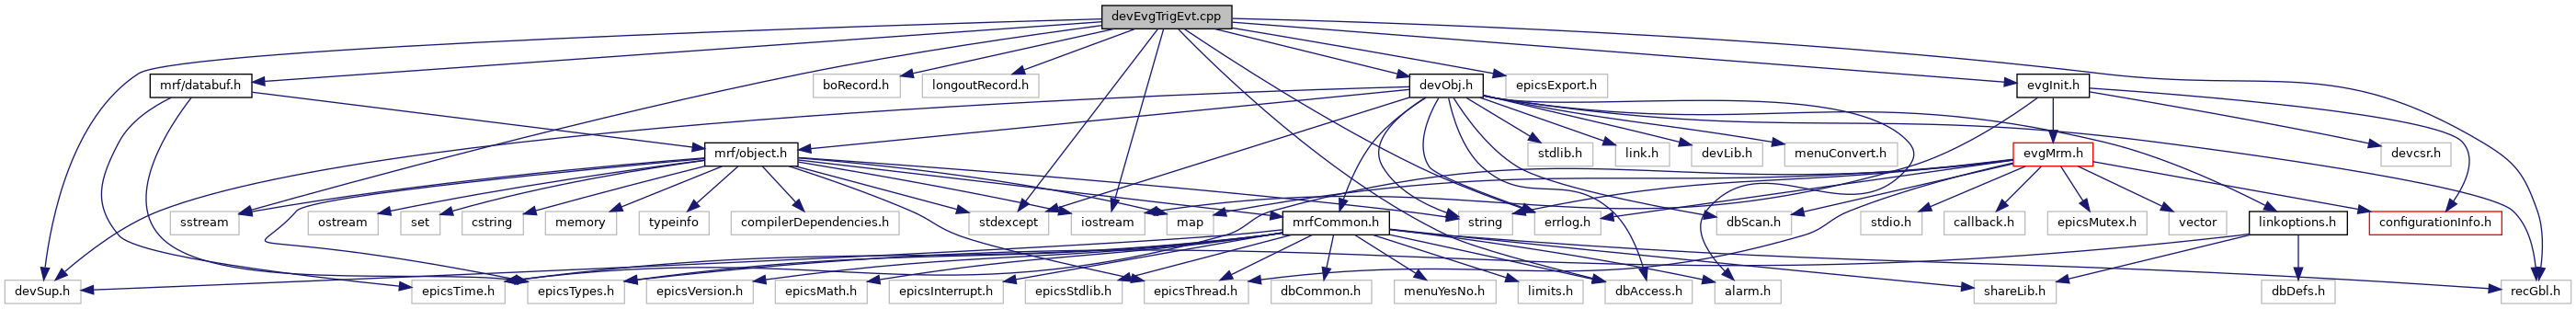 devEvgTrigEvt.cpp
mrf/databuf.h
boRecord.h
longoutRecord.h
devObj.h
epicsExport.h
evgInit.h
mrf/object.h
stdlib.h
link.h
devLib.h
menuConvert.h
evgMrm.h
devcsr.h
sstream
ostream
set
cstring
memory
typeinfo
compilerDependencies.h
stdexcept
iostream
map
mrfCommon.h
string
errlog.h
dbScan.h
stdio.h
callback.h
epicsMutex.h
vector
linkoptions.h
configurationInfo.h
devSup.h
epicsTime.h
epicsTypes.h
epicsVersion.h
epicsMath.h
epicsInterrupt.h
epicsStdlib.h
epicsThread.h
dbCommon.h
menuYesNo.h
limits.h
dbAccess.h
alarm.h
shareLib.h
dbDefs.h
recGbl.h